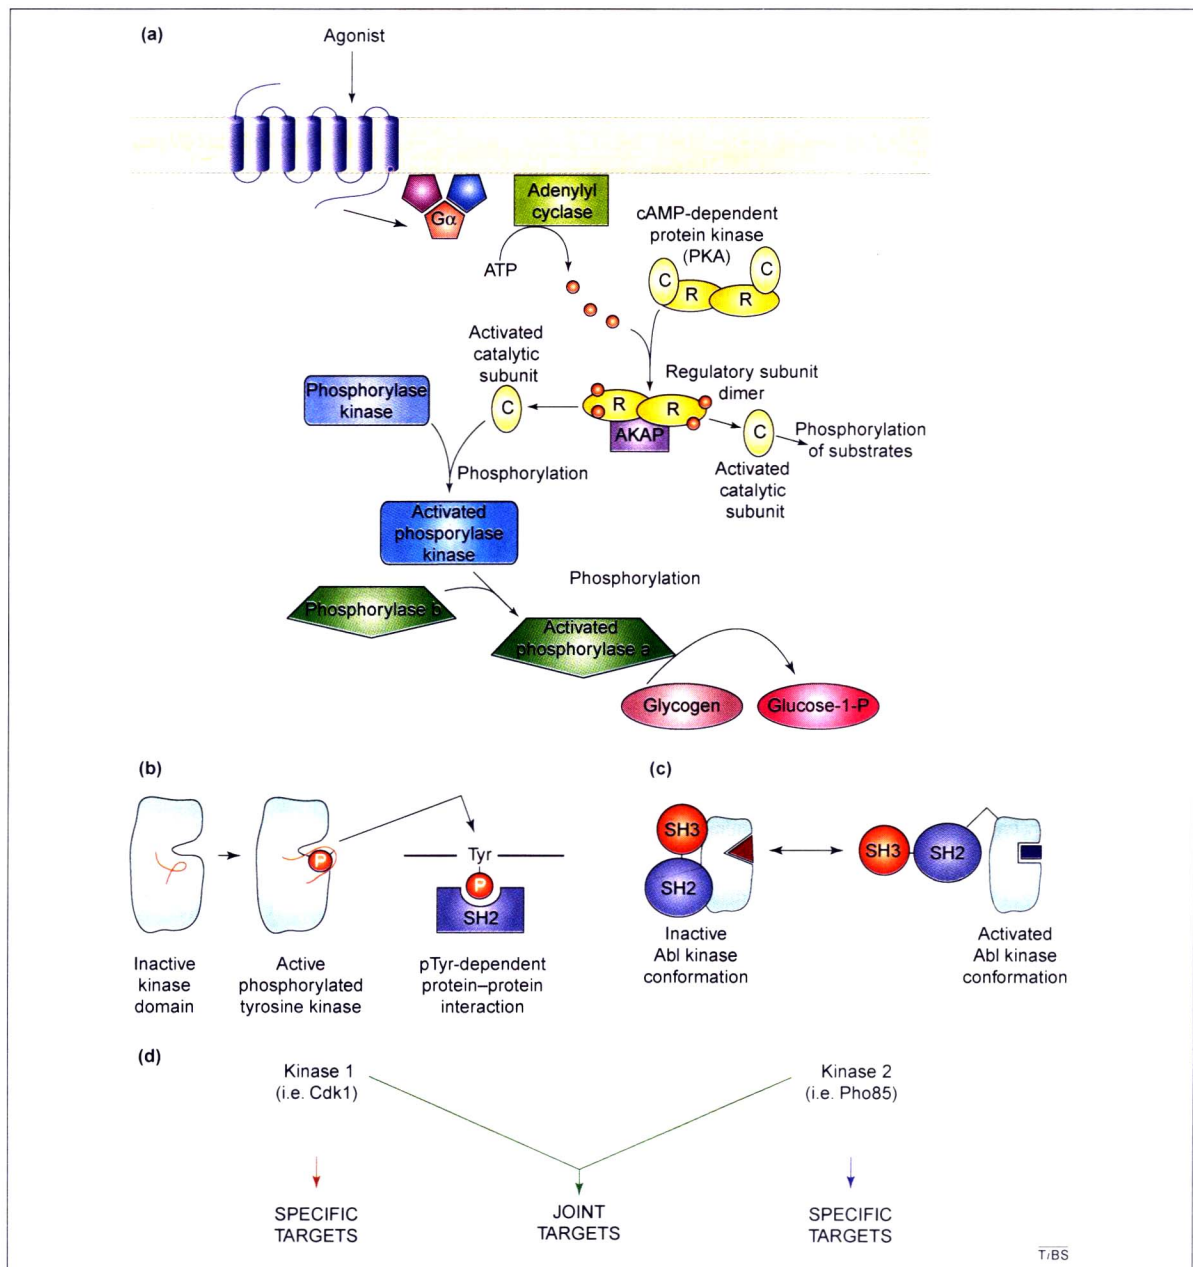 (a)
Agonist
Gα
Adenylyl
cyclase
ATP
cAMP-dependent
protein kinase
(PKA)
C
R
R
C
Activated
catalytic
subunit
Regulatory subunit
dimer
Phosphorylase
kinase
C
R
R
AKAP
C
Phosphorylation
of substrates
Activated
catalytic
subunit
Phosphorylation
Activated
phosporylase
kinase
Phosphorylation
Phosphorylase b
Activated
phosphorylase a
Glycogen
Glucose-1-P
(b)
P
Tyr
P
SH2
Inactive
kinase
domain
Active
phosphorylated
tyrosine kinase
pTyr-dependent
protein–protein
interaction
(c)
SH3
SH2
SH3
SH2
Inactive
Abl kinase
conformation
Activated
Abl kinase
conformation
(d)
Kinase 1
(i.e. Cdk1)
Kinase 2
(i.e. Pho85)
SPECIFIC
TARGETS
JOINT
TARGETS
SPECIFIC
TARGETS
TiBS